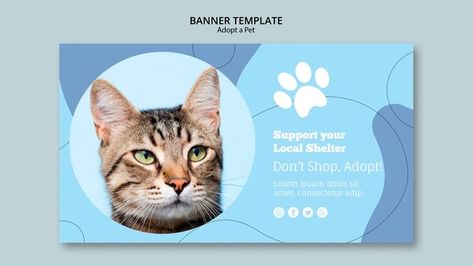 BANNER TEMPLATE
Adopt a Pet
Support your
Local Shelter
Don't Shop, Adopt!
Lorem ipsum dolor sit
amet, consectetur adip-